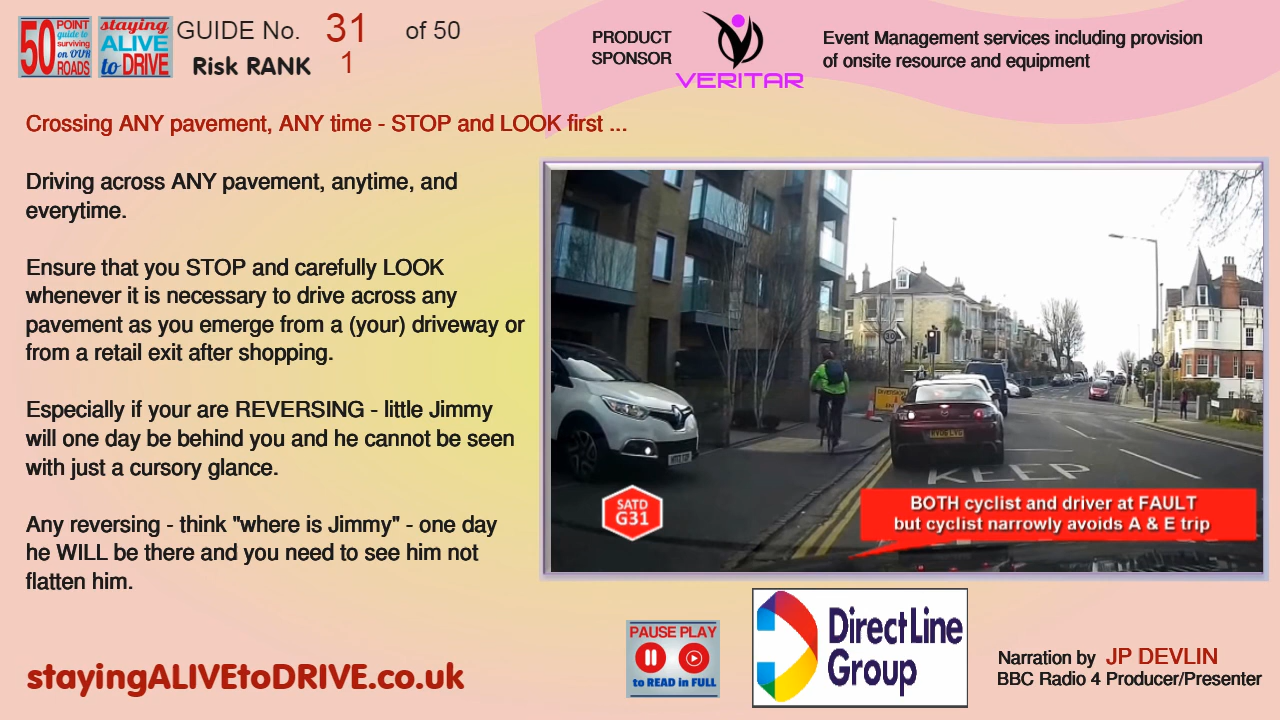 50 POINT guide to surviving on OUR ROADS
staying ALIVE to DRIVE
GUIDE No. 31 of 50
Risk RANK 1
PRODUCT
SPONSOR
VERITAR
Event Management services including provision
of onsite resource and equipment
Crossing ANY pavement, ANY time - STOP and LOOK first ...
Driving across ANY pavement, anytime, and
everytime.
Ensure that you STOP and carefully LOOK
whenever it is necessary to drive across any
pavement as you emerge from a (your) driveway or
from a retail exit after shopping.
Especially if your are REVERSING - little Jimmy
will one day be behind you and he cannot be seen
with just a cursory glance.
Any reversing - think "where is Jimmy" - one day
he WILL be there and you need to see him not
flatten him.
30
KEEP
SATD
G31
BOTH cyclist and driver at FAULT
but cyclist narrowly avoids A & E trip
PAUSE PLAY
to READ in FULL
Direct Line
Group
Narration by JP DEVLIN
BBC Radio 4 Producer/Presenter
stayingALIVEtoDRIVE.co.uk